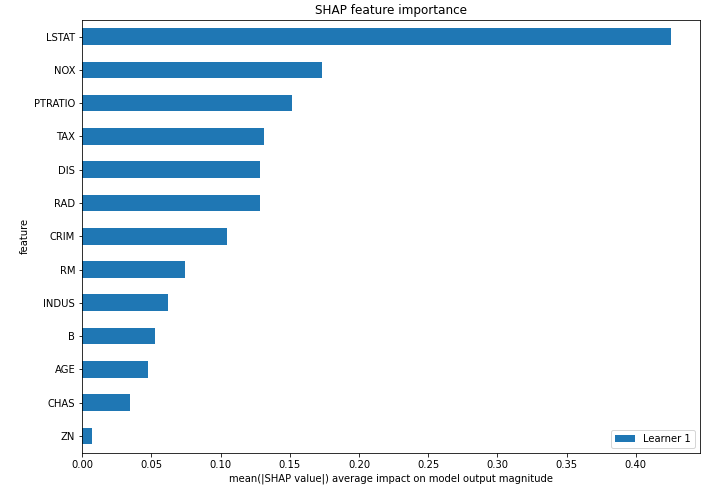 SHAP feature importance
LSTAT
NOX
PTRATIO
TAX
DIS
RAD
CRIM
RM
INDUS
B
AGE
CHAS
ZN
feature
Learner 1
0.00 0.05 0.10 0.15 0.20 0.25 0.30 0.35 0.40
mean(|SHAP value|) average impact on model output magnitude